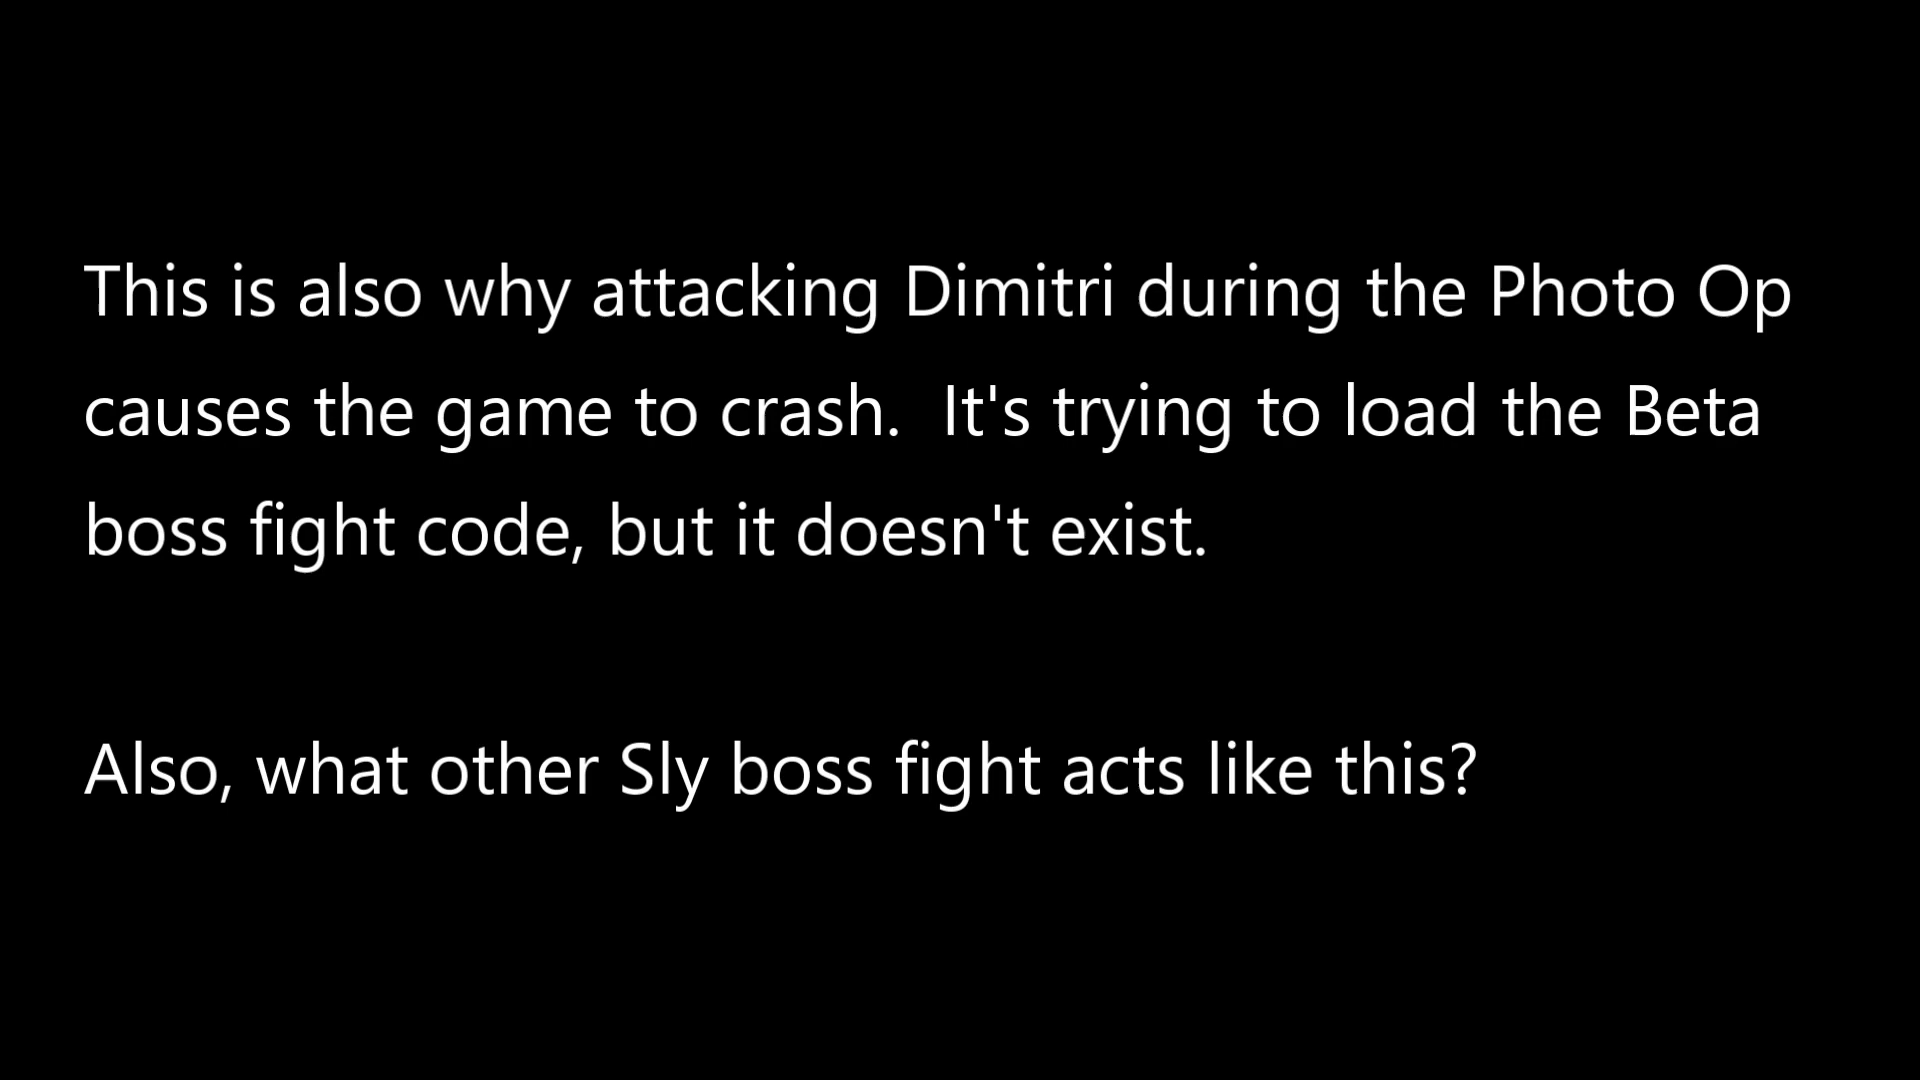 This is also why attacking Dimitri during the Photo Op
causes the game to crash.  It's trying to load the Beta
boss fight code, but it doesn't exist.
Also, what other Sly boss fight acts like this?